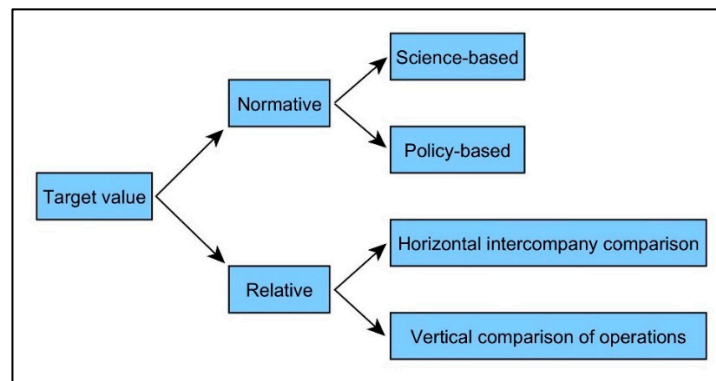 Science-based
Normative
Policy-based
Target value
Horizontal intercompany comparison
Relative
Vertical comparison of operations